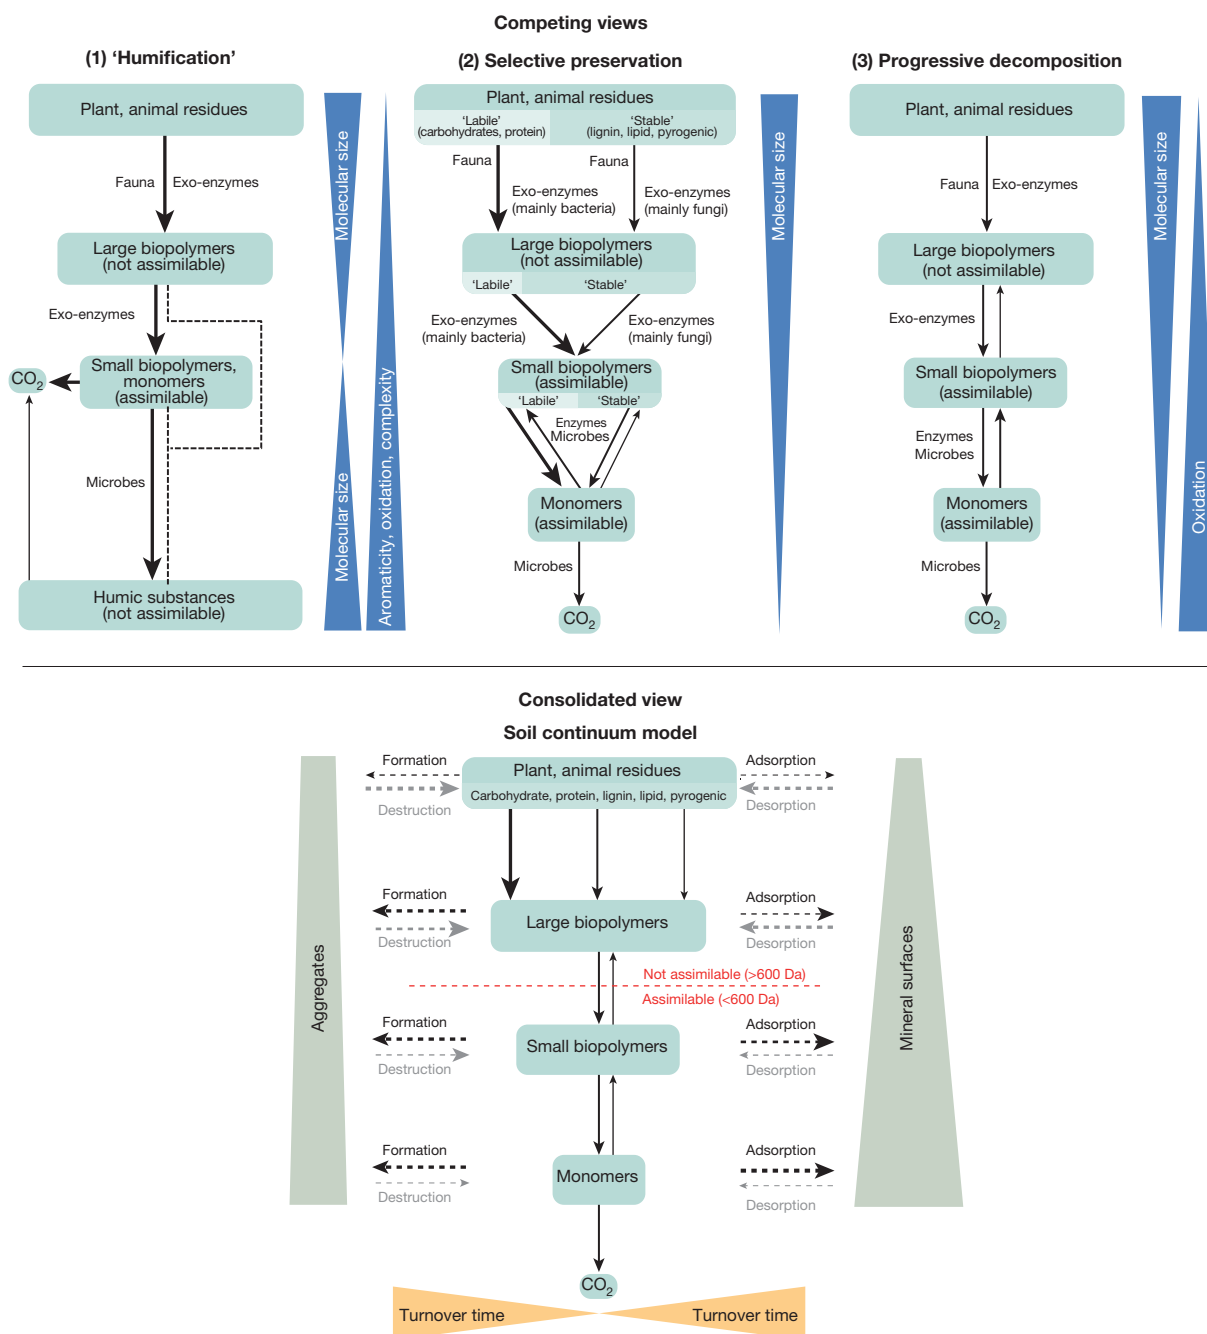 Competing views
(1) ‘Humification’
Plant, animal residues
Fauna
Exo-enzymes
Large biopolymers
(not assimilable)
Exo-enzymes
Small biopolymers,
monomers
(assimilable)
CO2
Microbes
Humic substances
(not assimilable)
Molecular size
Molecular size
Aromaticity, oxidation, complexity
(2) Selective preservation
Plant, animal residues
‘Labile’
(carbohydrates, protein)
‘Stable’
(lignin, lipid, pyrogenic)
Fauna
Fauna
Exo-enzymes
(mainly bacteria)
Exo-enzymes
(mainly fungi)
Large biopolymers
(not assimilable)
‘Labile’
‘Stable’
Exo-enzymes
(mainly bacteria)
Exo-enzymes
(mainly fungi)
Small biopolymers
(assimilable)
‘Labile’
‘Stable’
Enzymes
Microbes
Monomers
(assimilable)
Microbes
CO2
Molecular size
(3) Progressive decomposition
Plant, animal residues
Fauna
Exo-enzymes
Large biopolymers
(not assimilable)
Exo-enzymes
Small biopolymers
(assimilable)
Enzymes
Microbes
Monomers
(assimilable)
Microbes
CO2
Molecular size
Oxidation
Consolidated view
Soil continuum model
Formation
Destruction
Plant, animal residues
Carbohydrate, protein, lignin, lipid, pyrogenic
Adsorption
Desorption
Formation
Destruction
Large biopolymers
Adsorption
Desorption
Not assimilable (>600 Da)
Assimilable (<600 Da)
Formation
Destruction
Small biopolymers
Adsorption
Desorption
Formation
Destruction
Monomers
Adsorption
Desorption
Aggregates
Mineral surfaces
CO2
Turnover time
Turnover time